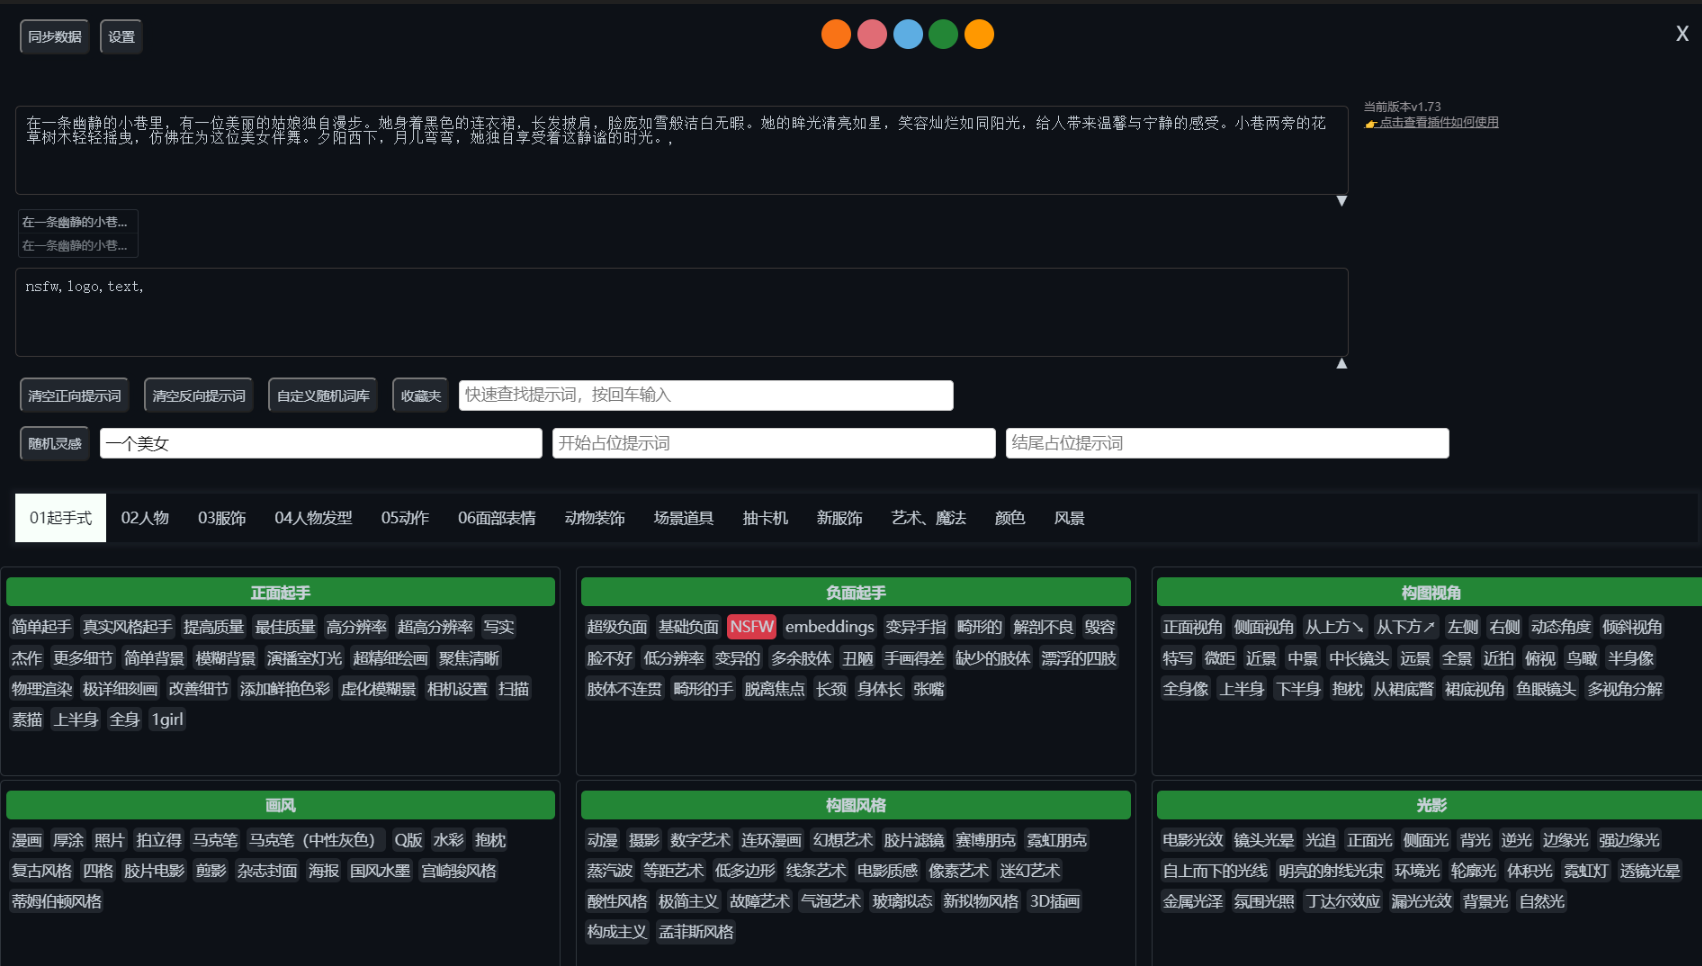 同步数据 设置 X
当前版本v1.73
👉点击查看插件如何使用
在一条幽静的小巷里，有一位美丽的姑娘独自漫步。她身着黑色的连衣裙，长发披肩，脸庞如雪般洁白无暇。她的眸光清亮如星，笑容灿烂如同阳光，给人带来温馨与宁静的感受。小巷两旁的花
草树木轻轻摇曳，仿佛在为这位美女伴舞。夕阳西下，月儿弯弯，她独自享受着这静谧的时光。,
▼
在一条幽静的小巷...
在一条幽静的小巷...
nsfw,logo,text,
▲
清空正向提示词 清空反向提示词 自定义随机词库 收藏夹 快速查找提示词，按回车输入
随机灵感 一个美女 开始占位提示词 结尾占位提示词
01起手式 02人物 03服饰 04人物发型 05动作 06面部表情 动物装饰 场景道具 抽卡机 新服饰 艺术、魔法 颜色 风景
正面起手
简单起手 真实风格起手 提高质量 最佳质量 高分辨率 超高分辨率 写实
杰作 更多细节 简单背景 模糊背景 演播室灯光 超精细绘画 聚焦清晰
物理渲染 极详细刻画 改善细节 添加鲜艳色彩 虚化模糊景 相机设置 扫描
素描 上半身 全身 1girl
负面起手
超级负面 基础负面 NSFW embeddings 变异手指 畸形的 解剖不良 毁容
脸不好 低分辨率 变异的 多余肢体 丑陋 手画得差 缺少的肢体 漂浮的四肢
肢体不连贯 畸形的手 脱离焦点 长颈 身体长 张嘴
构图视角
正面视角 侧面视角 从上方↘ 从下方↗ 左侧 右侧 动态角度 倾斜视角
特写 微距 近景 中景 中长镜头 远景 全景 近拍 俯视 鸟瞰 半身像
全身像 上半身 下半身 抱枕 从裙底瞥 裙底视角 鱼眼镜头 多视角分解
画风
漫画 厚涂 照片 拍立得 马克笔 马克笔（中性灰色） Q版 水彩 抱枕
复古风格 四格 胶片电影 剪影 杂志封面 海报 国风水墨 宫崎骏风格
蒂姆伯顿风格
构图风格
动漫 摄影 数字艺术 连环漫画 幻想艺术 胶片滤镜 赛博朋克 霓虹朋克
蒸汽波 等距艺术 低多边形 线条艺术 电影质感 像素艺术 迷幻艺术
酸性风格 极简主义 故障艺术 气泡艺术 玻璃拟态 新拟物风格 3D插画
构成主义 孟菲斯风格
光影
电影光效 镜头光晕 光追 正面光 侧面光 背光 逆光 边缘光 强边缘光
自上而下的光线 明亮的射线光束 环境光 轮廓光 体积光 霓虹灯 透镜光晕
金属光泽 氛围光照 丁达尔效应 漏光光效 背景光 自然光